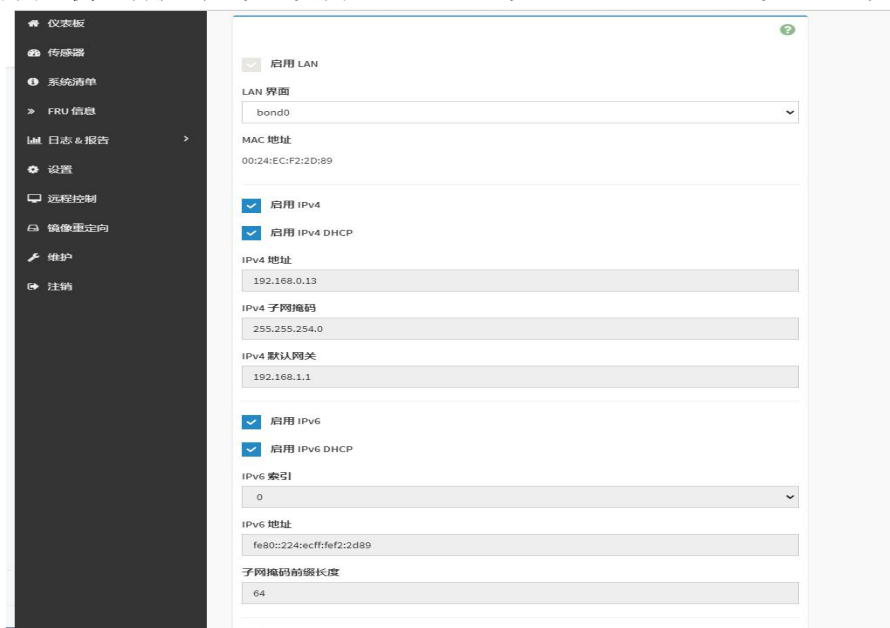 仪表板
传感器
系统清单
FRU 信息
日志 & 报告
设置
远程控制
镜像重定向
维护
注销
启用 LAN
LAN 界面
bond0
MAC 地址
00:24:EC:F2:2D:89
启用 IPv4
启用 IPv4 DHCP
IPv4 地址
192.168.0.13
IPv4 子网掩码
255.255.254.0
IPv4 默认网关
192.168.1.1
启用 IPv6
启用 IPv6 DHCP
IPv6 索引
0
IPv6 地址
fe80::224:ecff:fef2:2d89
子网掩码前缀长度
64